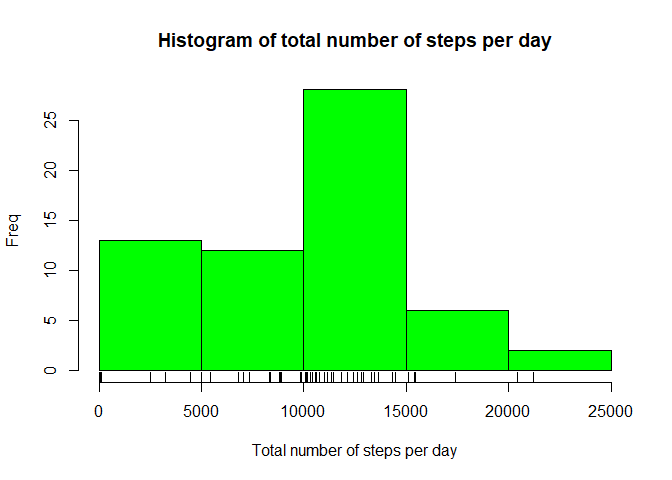 Histogram of total number of steps per day
Freq
25
20
15
10
5
0
0 5000 10000 15000 20000 25000
Total number of steps per day